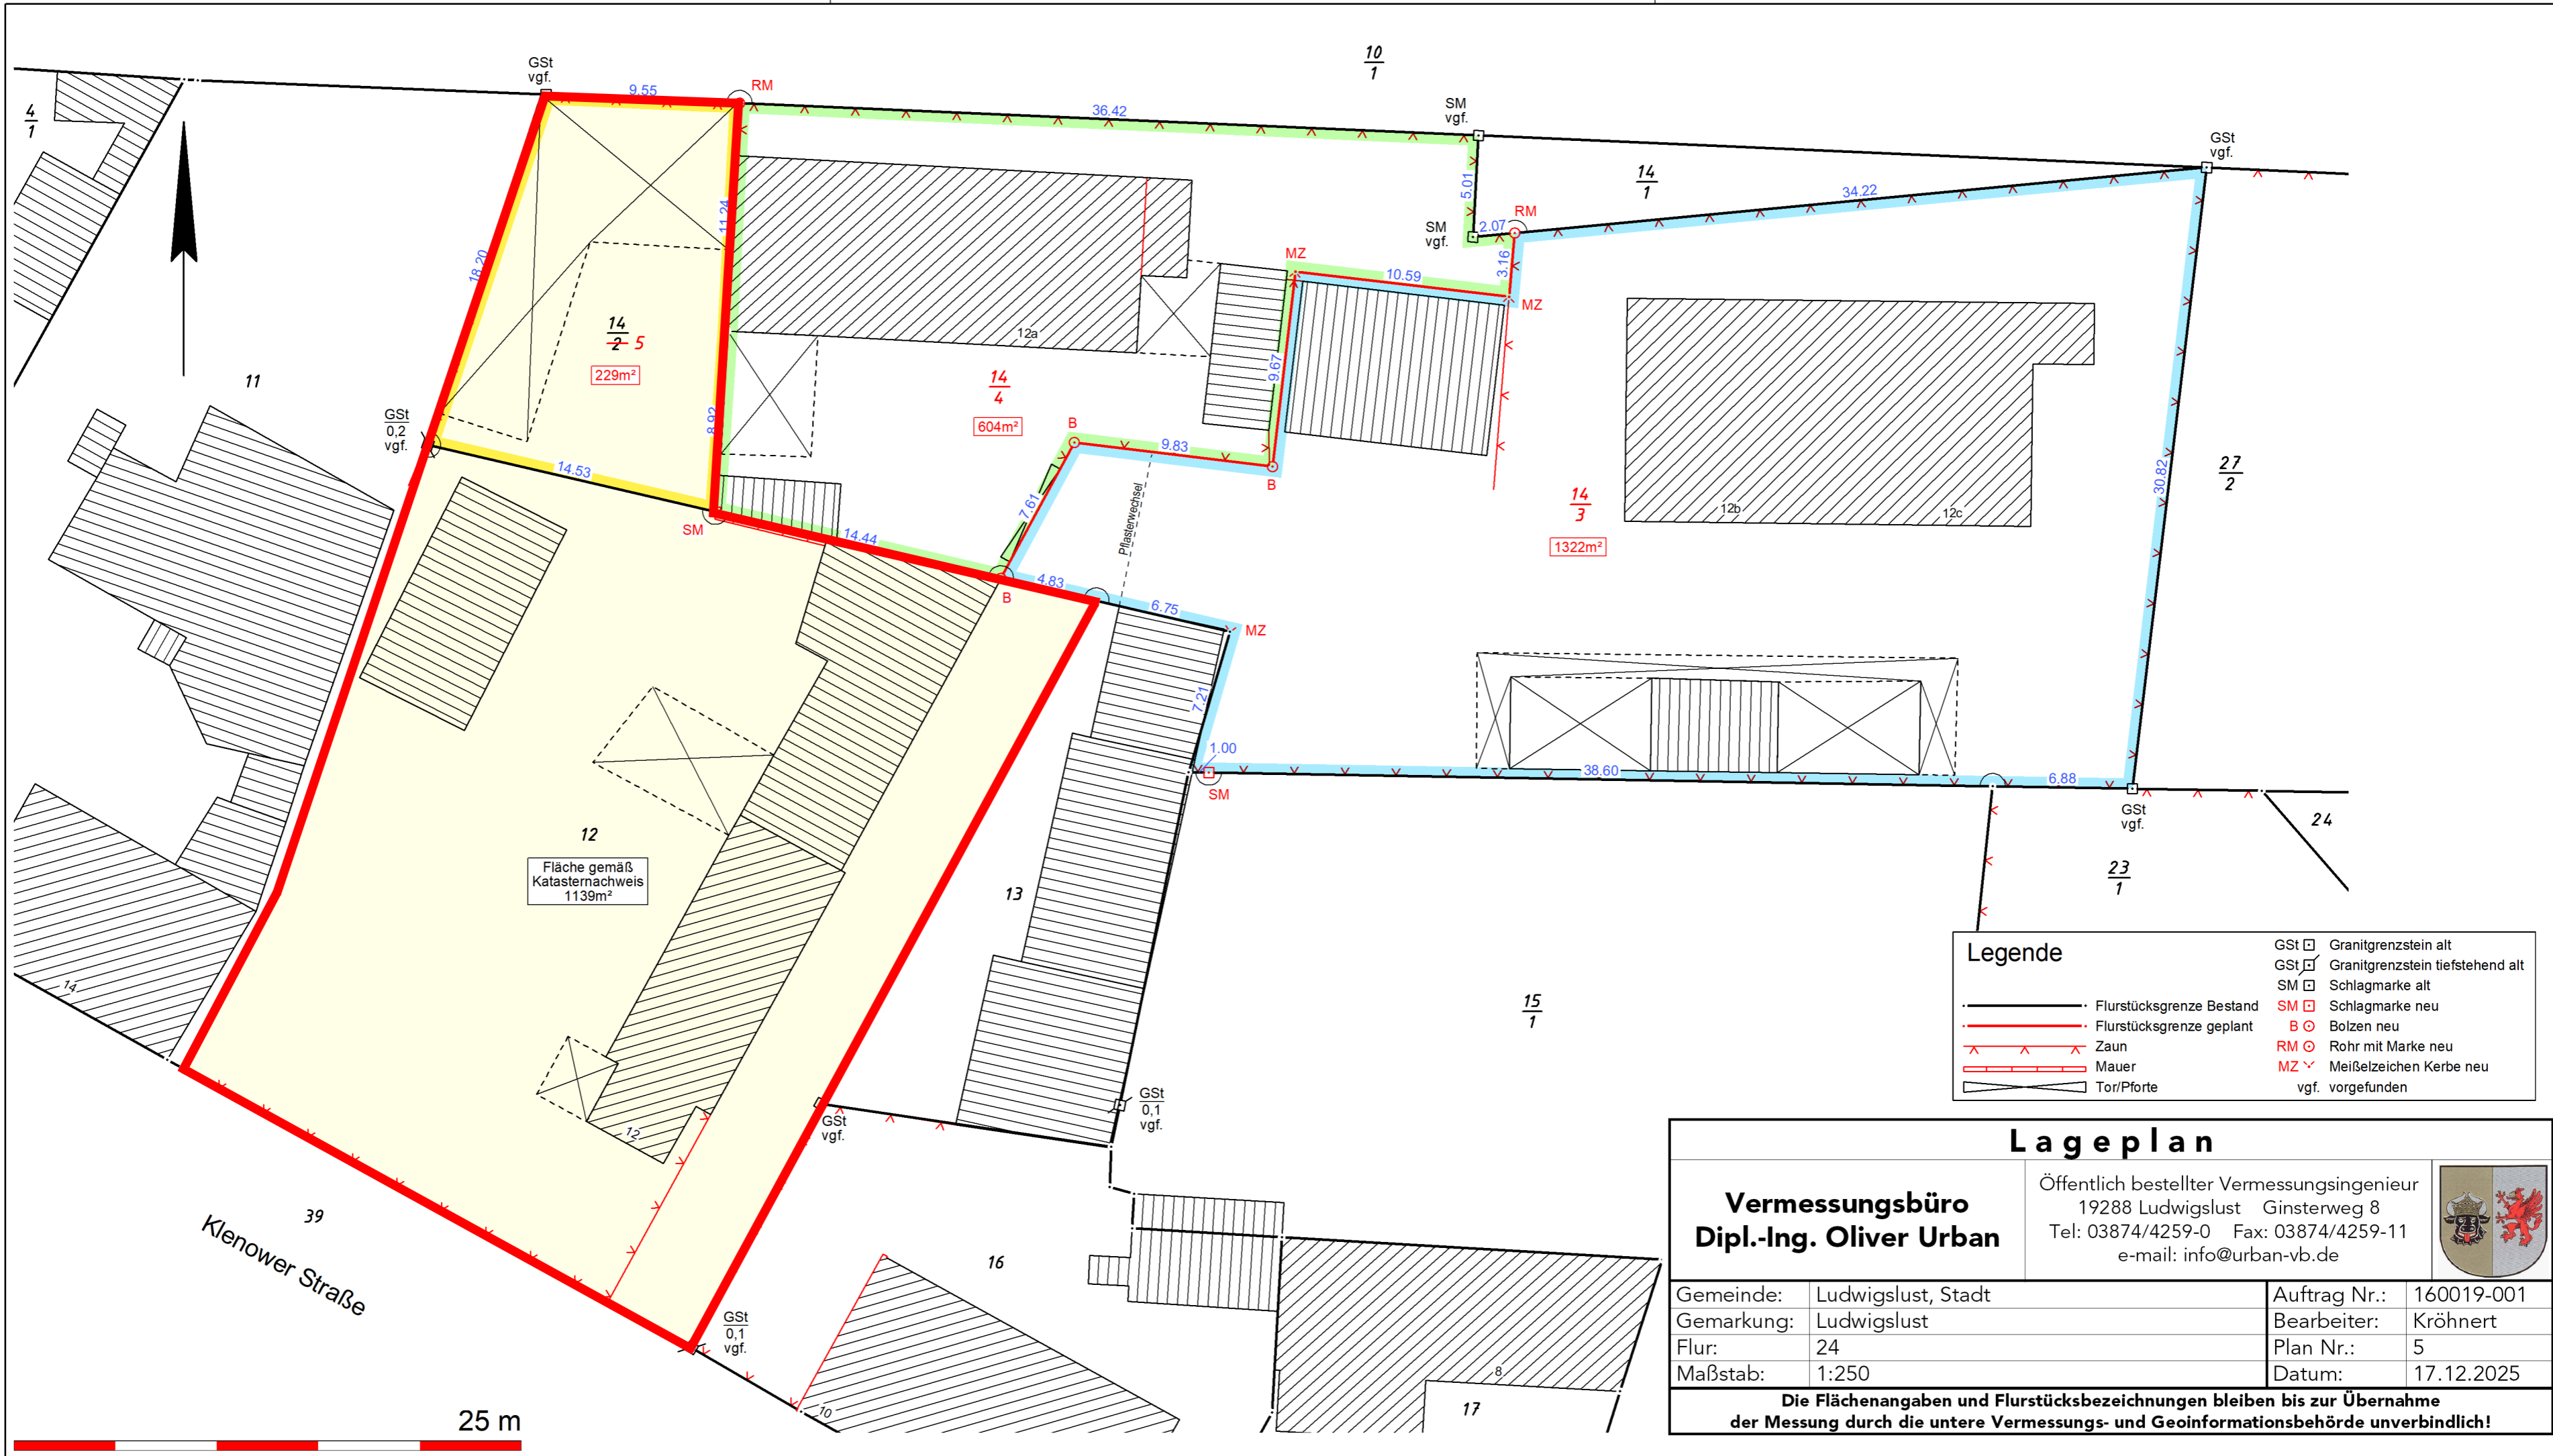 10
1
GSt
vgf.
4
1
9.55
RM
36.42
SM
vgf.
GSt
vgf.
14
1
34.22
5.01
SM
vgf.
2.07
RM
3.16
MZ
10.59
MZ
18.20
11.24
14
2 5
229m²
12a
14
4
604m²
9.67
11
GSt
0,2
vgf.
8.92
14.53
B
9.83
B
7.61
Pflasterwechsel
27
2
30.82
14
3
1322m²
12b
12c
SM
14.44
B
4.83
6.75
MZ
7.21
1.00
SM
38.60
6.88
GSt
vgf.
24
12
Fläche gemäß
Katasternachweis
1139m²
13
23
1
14
15
1
GSt
0,1
vgf.
GSt
vgf.
12
39
Klenower Straße
16
GSt
0,1
vgf.
10
8
17
25 m
Legende
Flurstücksgrenze Bestand
Flurstücksgrenze geplant
Zaun
Mauer
Tor/Pforte
GSt Granitgrenzstein alt
GSt Granitgrenzstein tiefstehend alt
SM Schlagmarke alt
SM Schlagmarke neu
B Bolzen neu
RM Rohr mit Marke neu
MZ Meißelzeichen Kerbe neu
vgf. vorgefunden
Lageplan
Vermessungsbüro
Dipl.-Ing. Oliver Urban
Öffentlich bestellter Vermessungsingenieur
19288 Ludwigslust Ginsterweg 8
Tel: 03874/4259-0 Fax: 03874/4259-11
e-mail: info@urban-vb.de
Gemeinde: Ludwigslust, Stadt
Auftrag Nr.: 160019-001
Gemarkung: Ludwigslust
Bearbeiter: Kröhnert
Flur: 24
Plan Nr.: 5
Maßstab: 1:250
Datum: 17.12.2025
Die Flächenangaben und Flurstücksbezeichnungen bleiben bis zur Übernahme
der Messung durch die untere Vermessungs- und Geoinformationsbehörde unverbindlich!